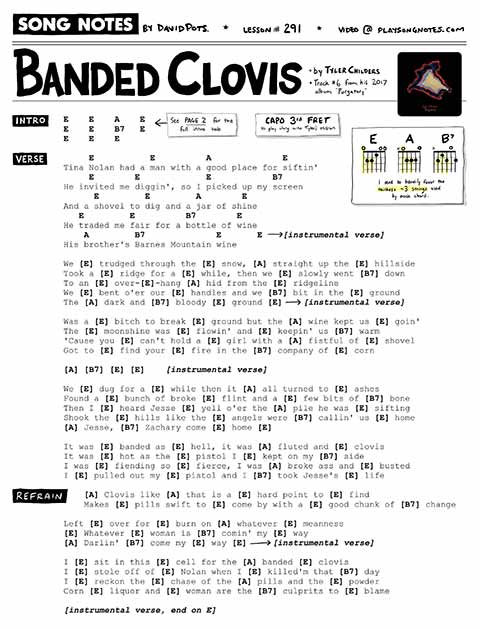 SONG NOTES BY DAVID POTS. * LESSON # 291 * VIDEO @ PLAYSONGNOTES.COM
BANDED CLOVIS
• by TYLER CHILDERS
• Track #6 from his 2017
album "Purgatory"
INTRO
E E A E
E E B7 E
E E E
← See PAGE 2 for the
full intro tab
CAPO 3rd FRET
to play along with Tyler's version
E A B7
I tend to heavily favor the
thickest ~3 strings used
by each chord.
VERSE
E E A E
Tina Nolan had a man with a good place for siftin'
E E E B7
He invited me diggin', so I picked up my screen
E E A E
And a shovel to dig and a jar of shine
E E B7 E
He traded me fair for a bottle of wine
A B7 E E → [instrumental verse]
His brother's Barnes Mountain wine
We [E] trudged through the [E] snow, [A] straight up the [E] hillside
Took a [E] ridge for a [E] while, then we [E] slowly went [B7] down
To an [E] over-[E]-hang [A] hid from the [E] ridgeline
We [E] bent o'er our [E] handles and we [B7] bit in the [E] ground
The [A] dark and [B7] bloody [E] ground [E] → [instrumental verse]
Was a [E] bitch to break [E] ground but the [A] wine kept us [E] goin'
The [E] moonshine was [E] flowin' and [E] keepin' us [B7] warm
'Cause you [E] can't hold a [E] girl with a [A] fistful of [E] shovel
Got to [E] find your [E] fire in the [B7] company of [E] corn
[A] [B7] [E] [E] [instrumental verse]
We [E] dug for a [E] while then it [A] all turned to [E] ashes
Found a [E] bunch of broke [E] flint and a [E] few bits of [B7] bone
Then I [E] heard Jesse [E] yell o'er the [A] pile he was [E] sifting
Shook the [E] hills like the [E] angels were [B7] callin' us [E] home
[A] Jesse, [B7] Zachary come [E] home [E]
It was [E] banded as [E] hell, it was [A] fluted and [E] clovis
It was [E] hot as the [E] pistol I [E] kept on my [B7] side
I was [E] fiending so [E] fierce, I was [A] broke ass and [E] busted
I [E] pulled out my [E] pistol and I [B7] took Jesse's [E] life
REFRAIN
[A] Clovis like [A] that is a [E] hard point to [E] find
Makes [E] pills swift to [E] come by with a [E] good chunk of [B7] change
Left [E] over for [E] burn on [A] whatever [E] meanness
[E] Whatever [E] woman is [B7] comin' my [E] way
[A] Darlin' [B7] come my [E] way [E] → [instrumental verse]
I [E] sit in this [E] cell for the [A] banded [E] clovis
I [E] stole off of [E] Nolan when I [E] killed'm that [B7] day
I [E] reckon the [E] chase of the [A] pills and the [E] powder
Corn [E] liquor and [E] woman are the [B7] culprits to [E] blame
[instrumental verse, end on E]